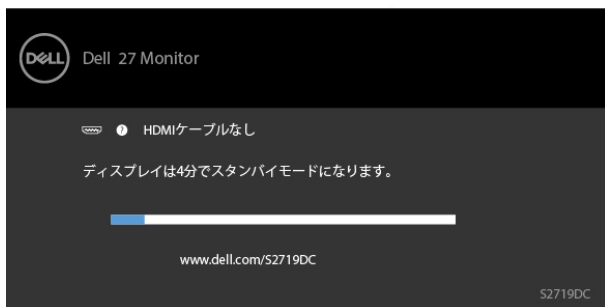 DELL
Dell 27 Monitor
? HDMIケーブルなし
ディスプレイは4分でスタンバイモードになります。
www.dell.com/S2719DC
S2719DC